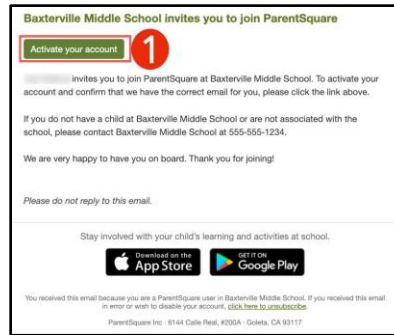 Baxterville Middle School invites you to join ParentSquare
Activate your account
1
invites you to join ParentSquare at Baxterville Middle School. To activate your
account and confirm that we have the correct email for you, please click the link above.
If you do not have a child at Baxterville Middle School or are not associated with the
school, please contact Baxterville Middle School at 555-555-1234.
We are very happy to have you on board. Thank you for joining!
Please do not reply to this email.
Stay involved with your child's learning and activities at school.
Download on the
App Store
GET IT ON
Google Play
You received this email because you are a ParentSquare user in Baxterville Middle School. If you received this email
in error or wish to disable your account, click here to unsubscribe.
ParentSquare Inc · 6144 Calle Real, #200A · Goleta, CA 93117